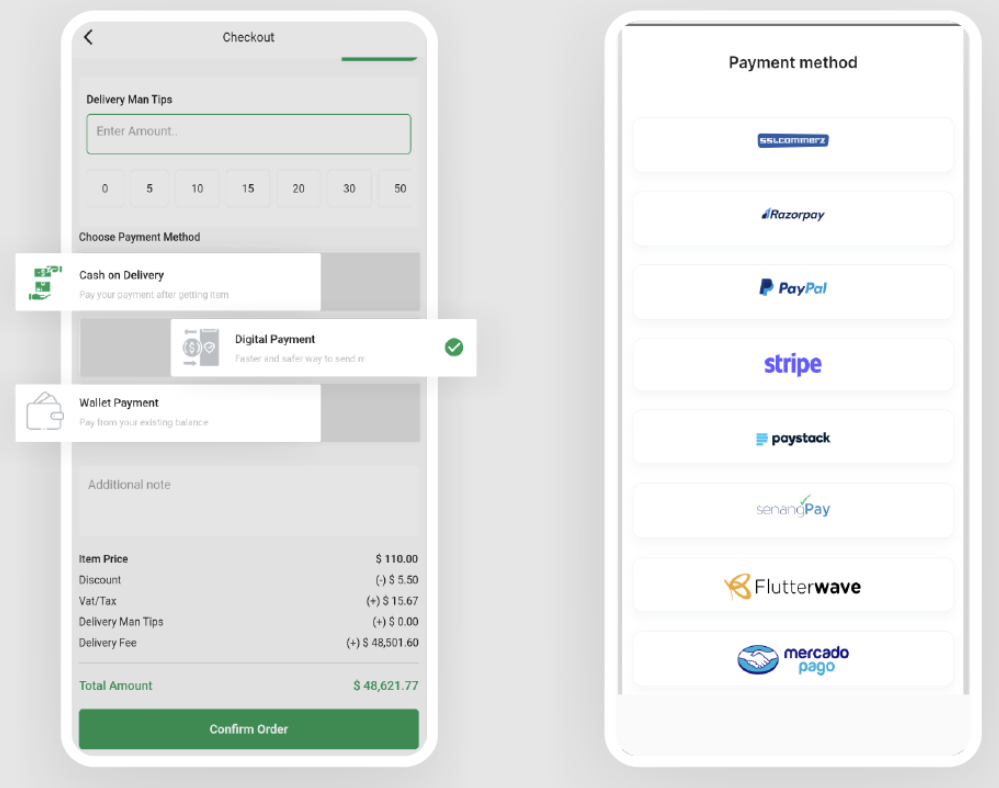 Checkout
Delivery Man Tips
Enter Amount..
0 5 10 15 20 30 50
Choose Payment Method
Cash on Delivery
Pay your payment after getting item
Digital Payment
Faster and safer way to send m
Wallet Payment
Pay from your existing balance
Additional note
Item Price $ 110.00
Discount (-) $ 5.50
Vat/Tax (+) $ 15.67
Delivery Man Tips (+) $ 0.00
Delivery Fee (+) $ 48,501.60
Total Amount $ 48,621.77
Confirm Order
Payment method
SSLCOMMERZ
Razorpay
PayPal
stripe
paystack
senangPay
Flutterwave
mercado
pago